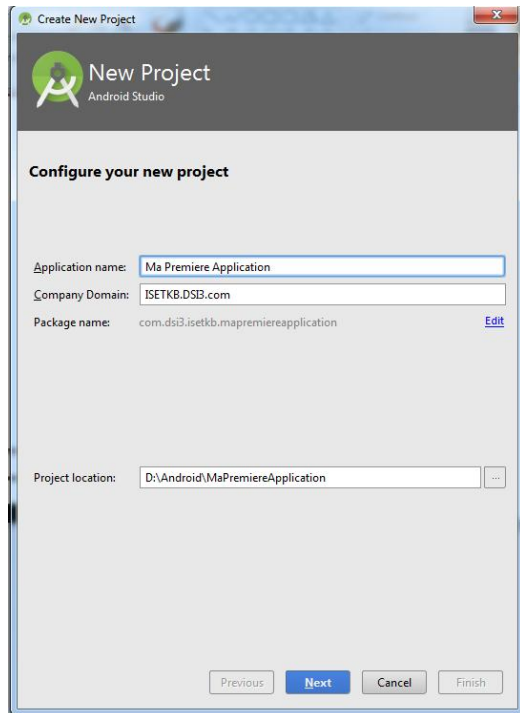 Create New Project
New Project
Android Studio
Configure your new project
Application name: Ma Premiere Application
Company Domain: ISETKB.DSI3.com
Package name: com.dsi3.isetkb.mapremiereapplication Edit
Project location: D:\Android\MaPremiereApplication ...
Previous Next Cancel Finish